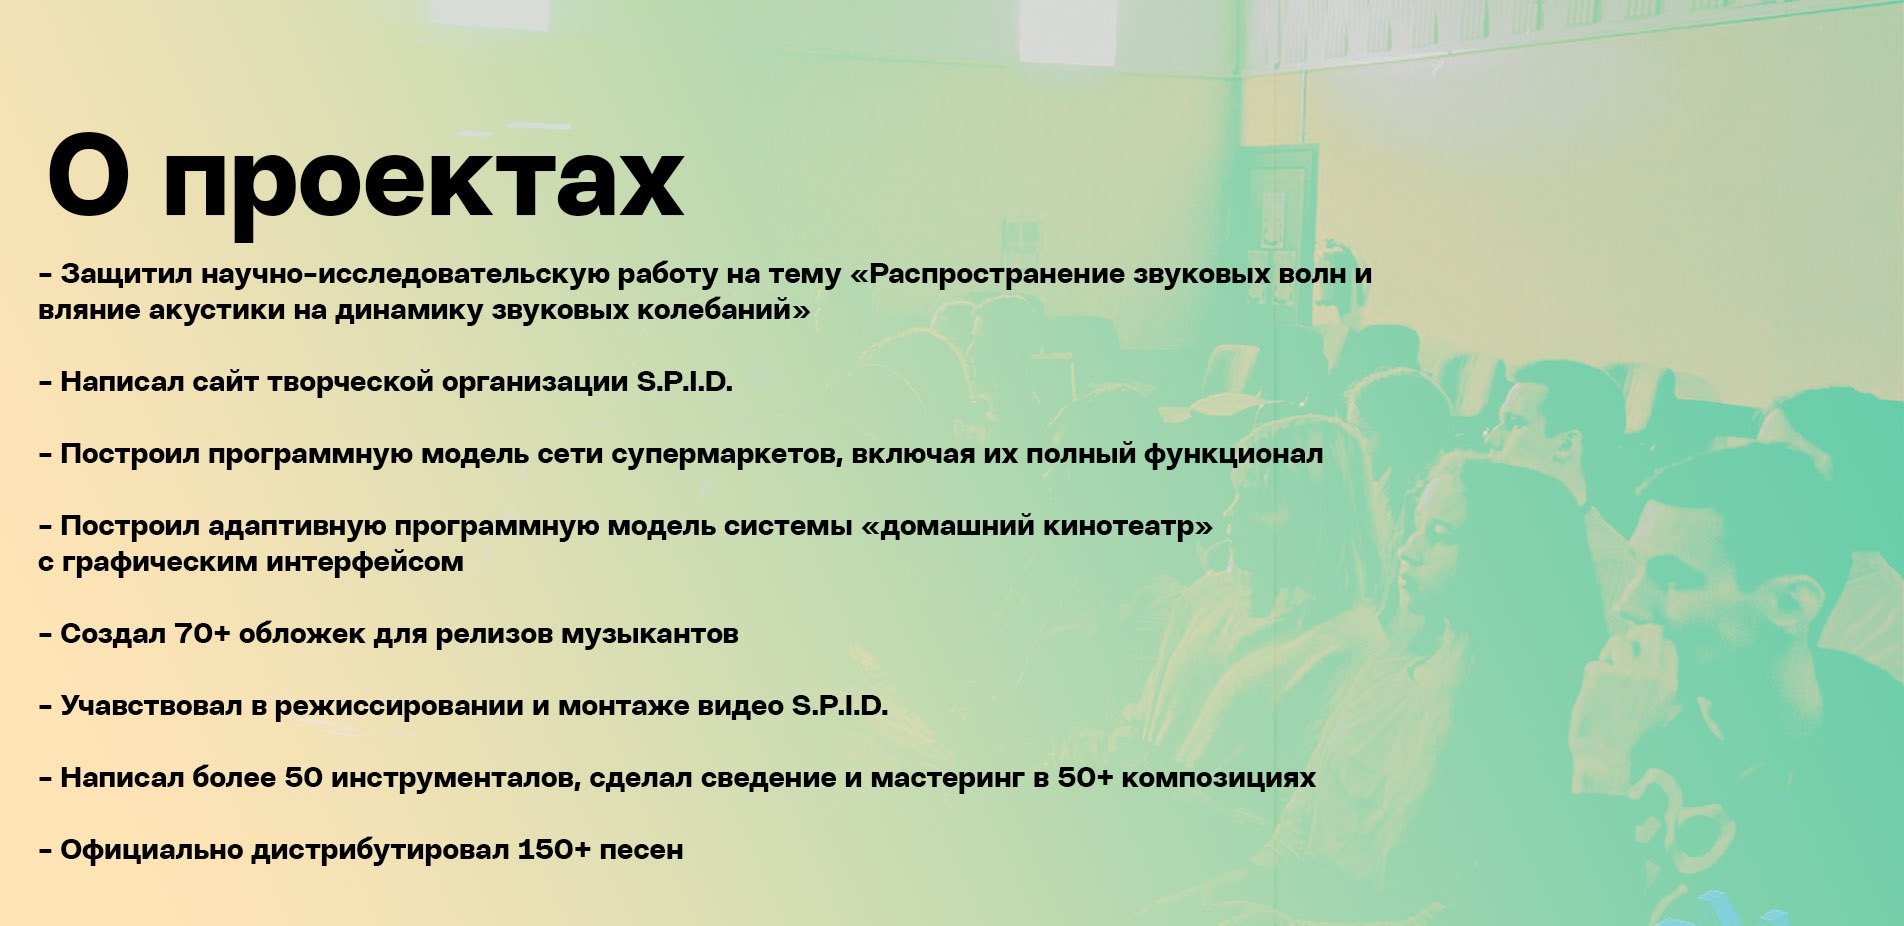 О проектах
- Защитил научно-исследовательскую работу на тему «Распространение звуковых волн и
вляние акустики на динамику звуковых колебаний»
- Написал сайт творческой организации S.P.I.D.
- Построил программную модель сети супермаркетов, включая их полный функционал
- Построил адаптивную программную модель системы «домашний кинотеатр»
с графическим интерфейсом
- Создал 70+ обложек для релизов музыкантов
- Учавствовал в режиссировании и монтаже видео S.P.I.D.
- Написал более 50 инструменталов, сделал сведение и мастеринг в 50+ композициях
- Официально дистрибутировал 150+ песен